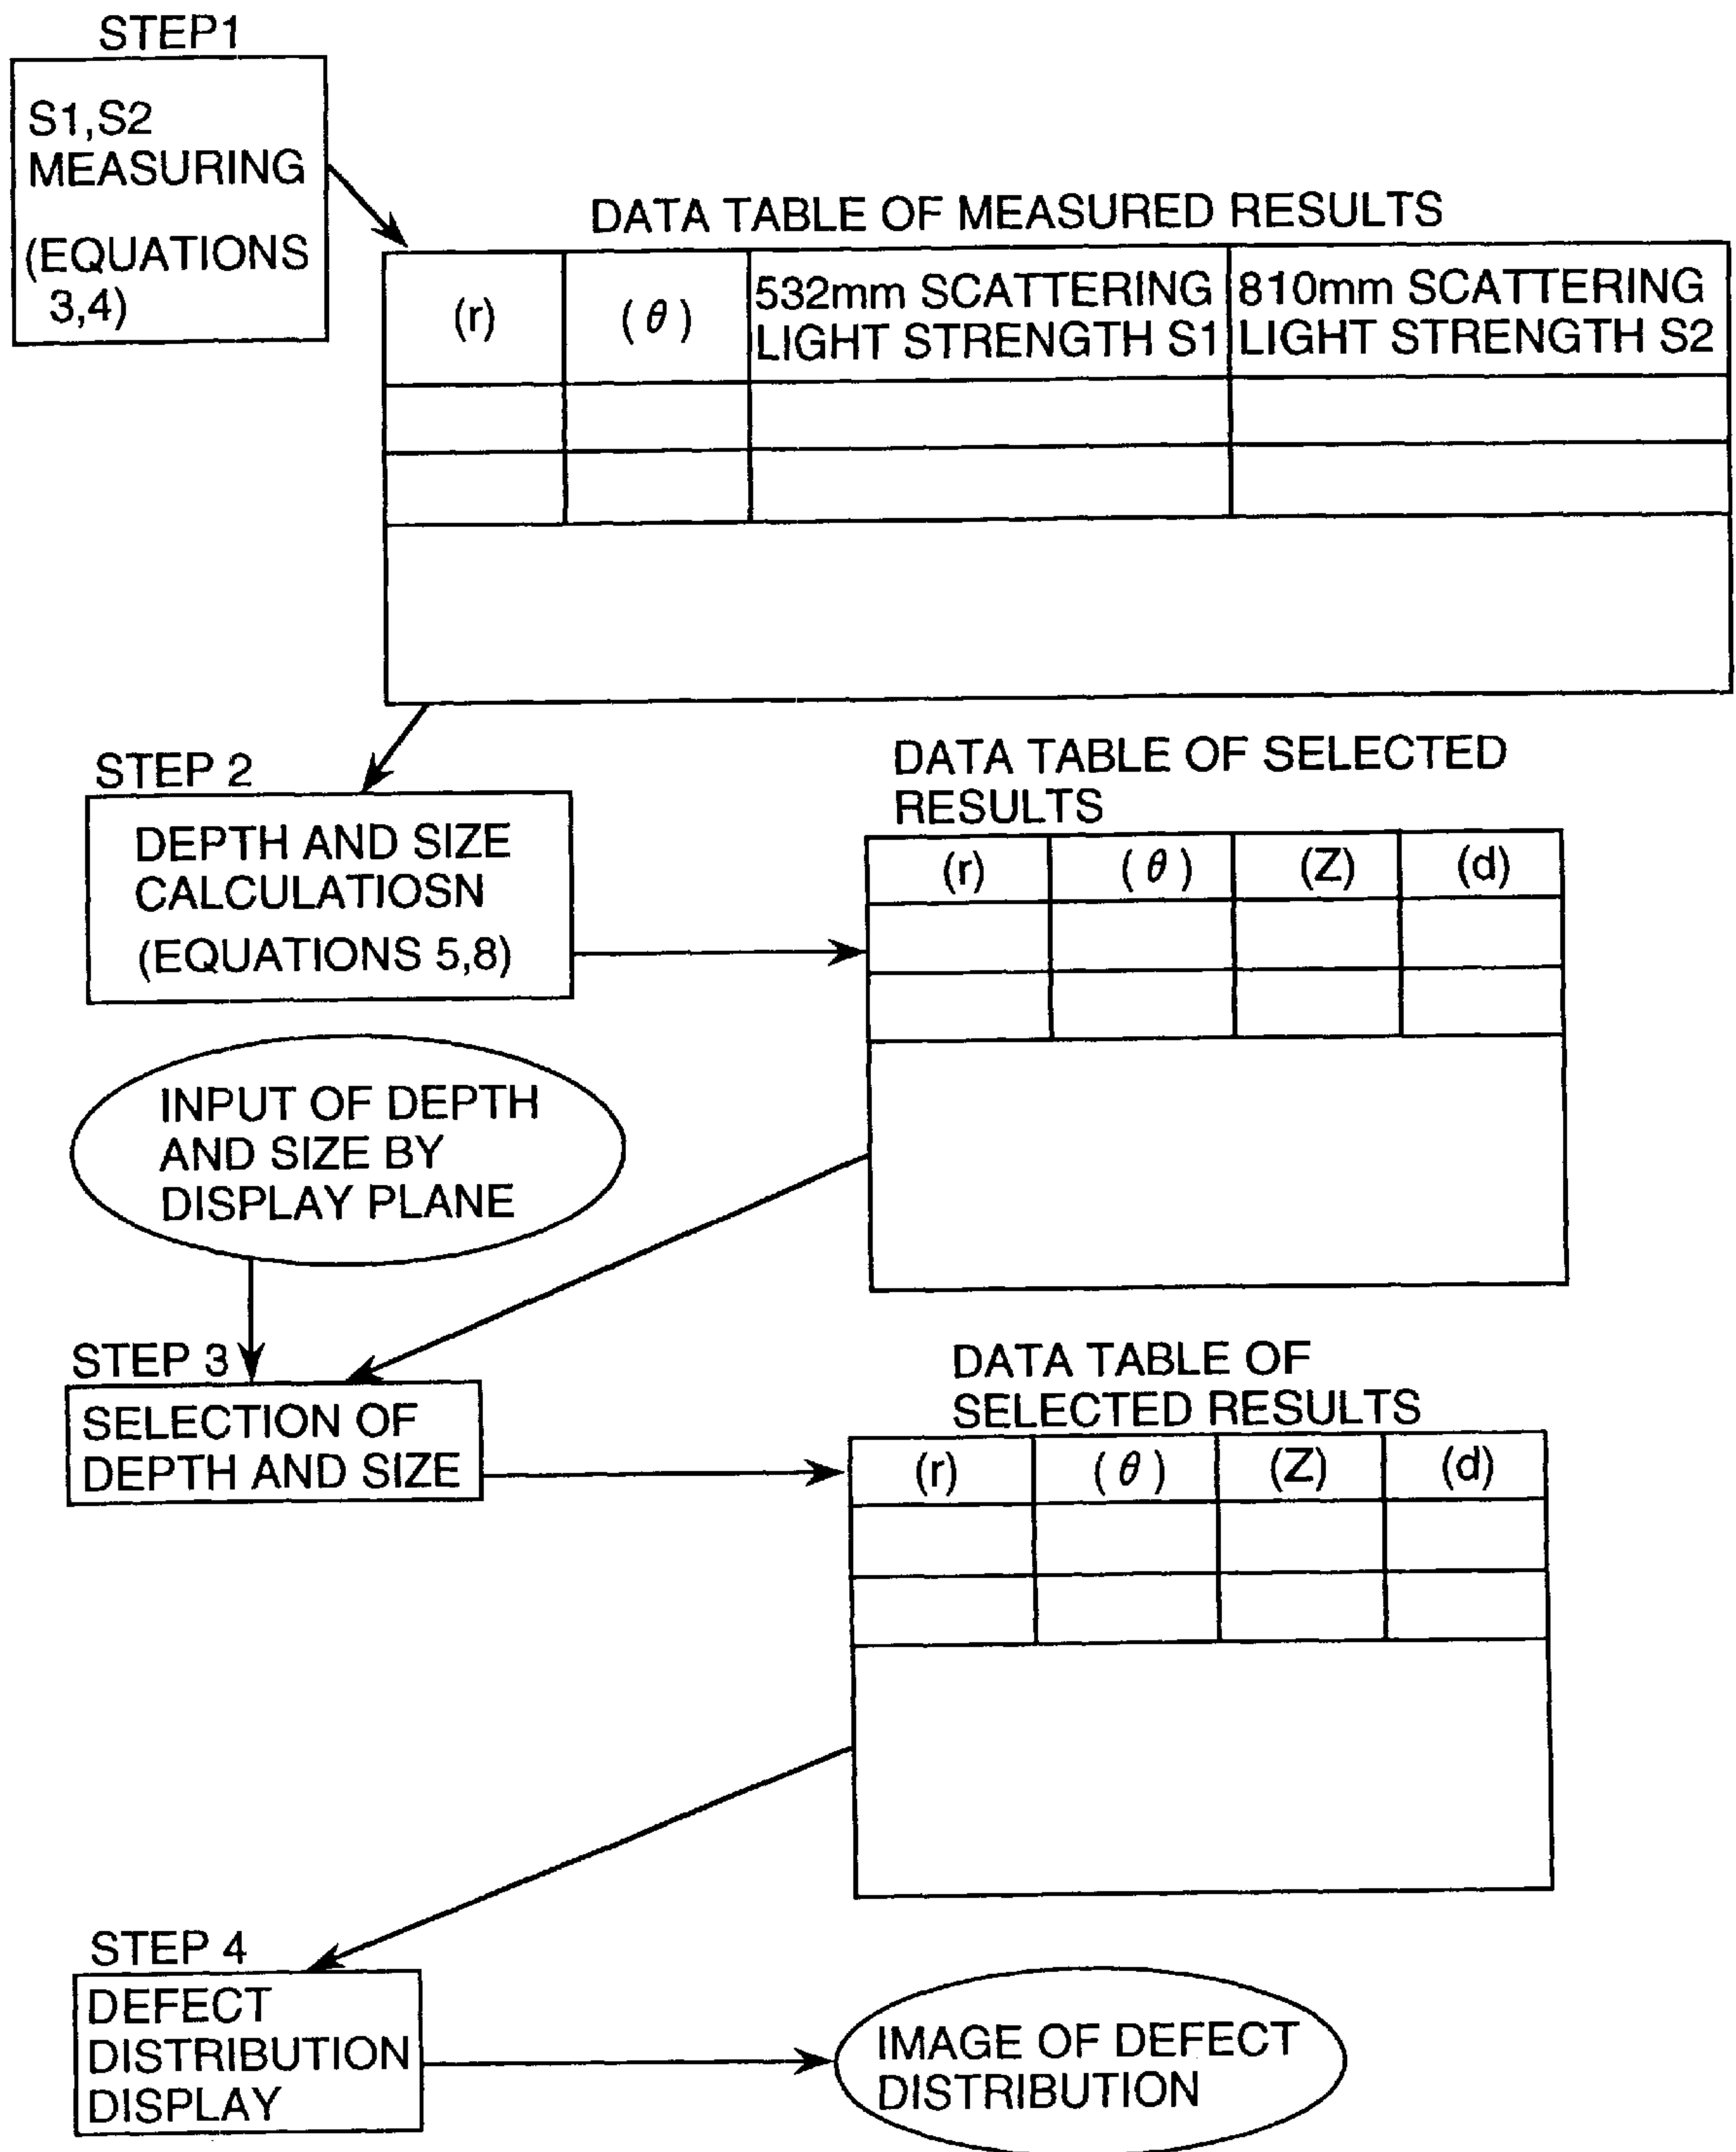 STEP1
S1,S2
MEASURING
(EQUATIONS
3,4)
DATA TABLE OF MEASURED RESULTS
(r)
(θ)
532mm SCATTERING
LIGHT STRENGTH S1
810mm SCATTERING
LIGHT STRENGTH S2
STEP 2
DEPTH AND SIZE
CALCULATIOSN
(EQUATIONS 5,8)
DATA TABLE OF SELECTED
RESULTS
(r)
(θ)
(Z)
(d)
INPUT OF DEPTH
AND SIZE BY
DISPLAY PLANE
STEP 3
SELECTION OF
DEPTH AND SIZE
DATA TABLE OF
SELECTED RESULTS
(r)
(θ)
(Z)
(d)
STEP 4
DEFECT
DISTRIBUTION
DISPLAY
IMAGE OF DEFECT
DISTRIBUTION